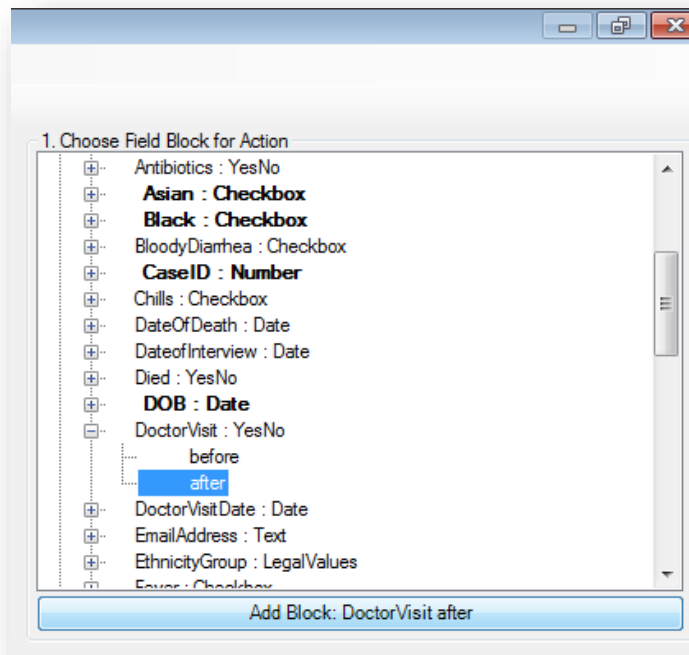 1. Choose Field Block for Action
Antibiotics : YesNo
Asian : Checkbox
Black : Checkbox
BloodyDiarrhea : Checkbox
CaseID : Number
Chills : Checkbox
DateOfDeath : Date
DateofInterview : Date
Died : YesNo
DOB : Date
DoctorVisit : YesNo
before
after
DoctorVisitDate : Date
EmailAddress : Text
EthnicityGroup : LegalValues
Fever : Checkbox
Add Block: DoctorVisit after